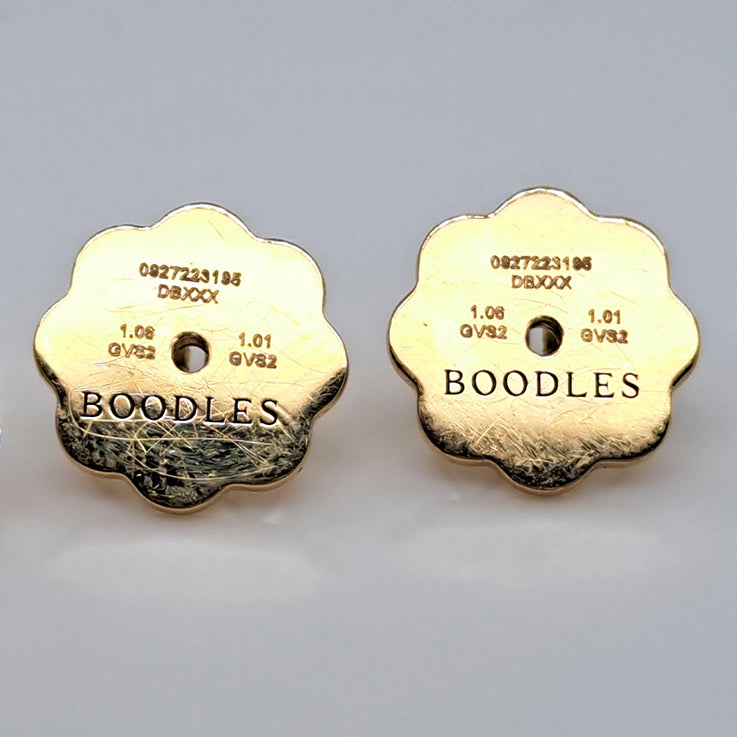 0927223195
DBXXX
1.06 1.01
GVS2 GVS2
BOODLES
0927223195
DBXXX
1.06 1.01
GVS2 GVS2
BOODLES